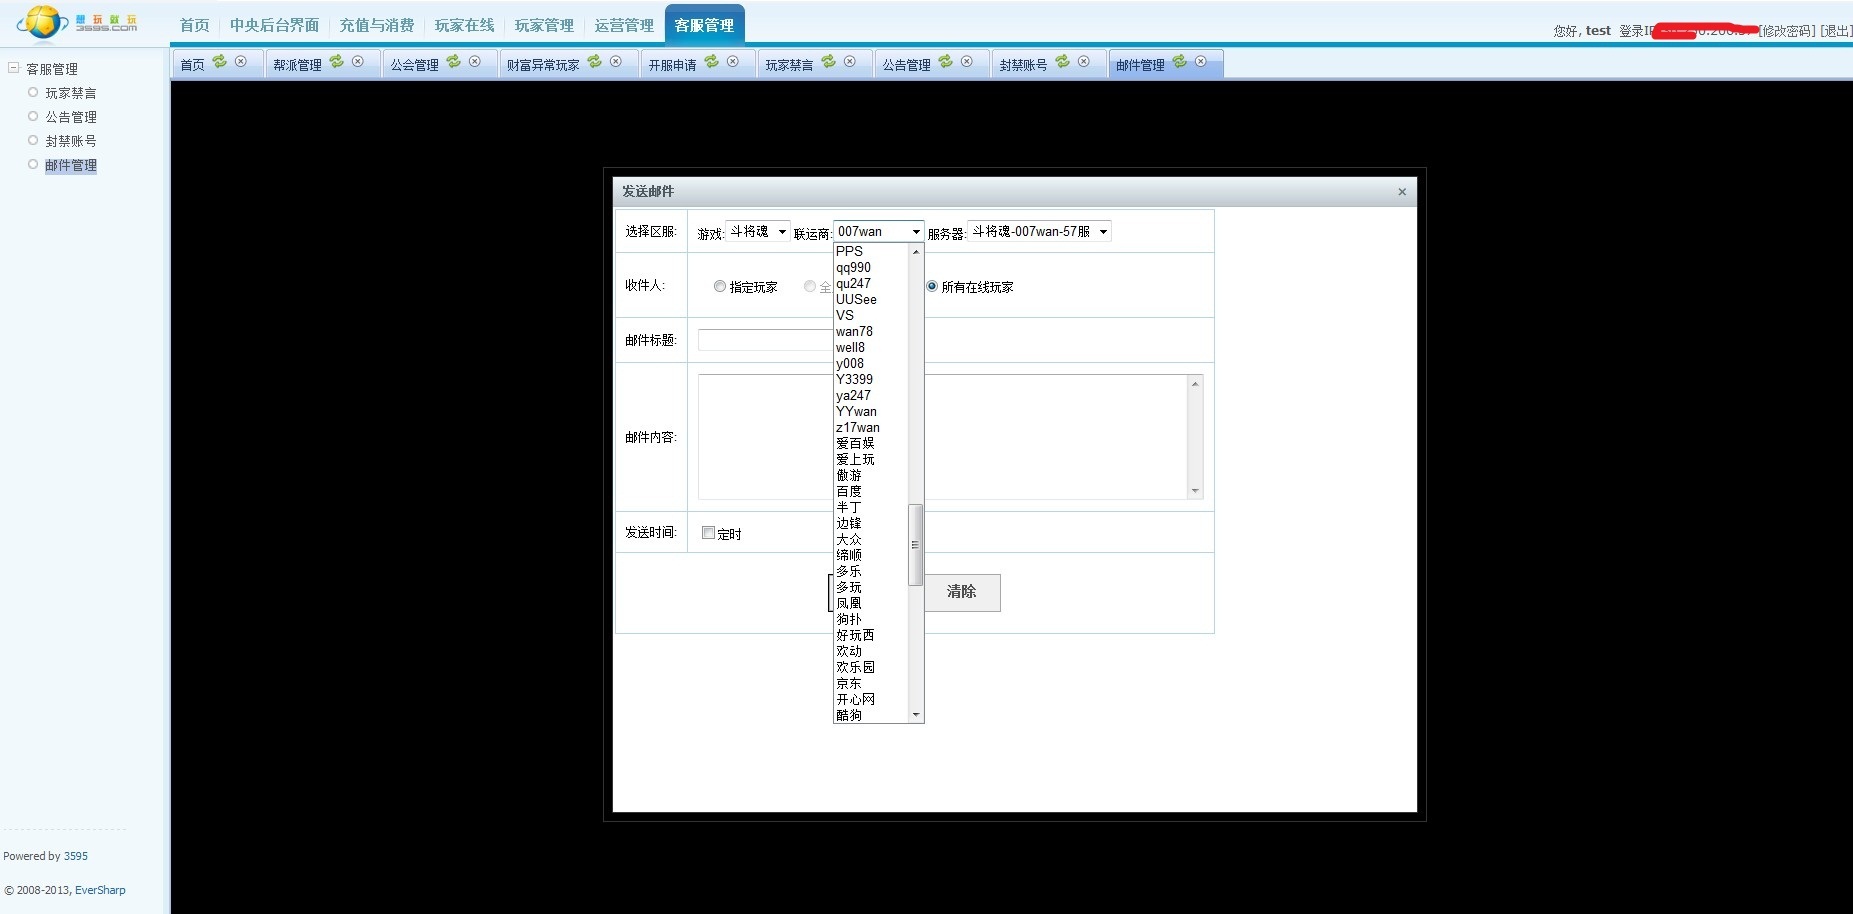 想玩就玩
3595.COM
首页 中央后台界面 充值与消费 玩家在线 玩家管理 运营管理 客服管理
您好, test 登录IP [修改密码] [退出]
首页 帮派管理 公会管理 财富异常玩家 开服申请 玩家禁言 公告管理 封禁账号 邮件管理
客服管理
玩家禁言
公告管理
封禁账号
邮件管理
发送邮件
选择区服: 游戏: 斗将魂 联运商: 007wan 服务器: 斗将魂-007wan-57服
收件人: 指定玩家 全 所有在线玩家
邮件标题:
邮件内容:
发送时间: 定时
清除
PPS
qq990
qu247
UUSee
VS
wan78
well8
y008
Y3399
ya247
YYwan
z17wan
爱百娱
爱上玩
傲游
百度
半丁
边锋
大众
缔顺
多乐
多玩
凤凰
狗扑
好玩西
欢动
欢乐园
京东
开心网
酷狗
Powered by 3595
© 2008-2013, EverSharp